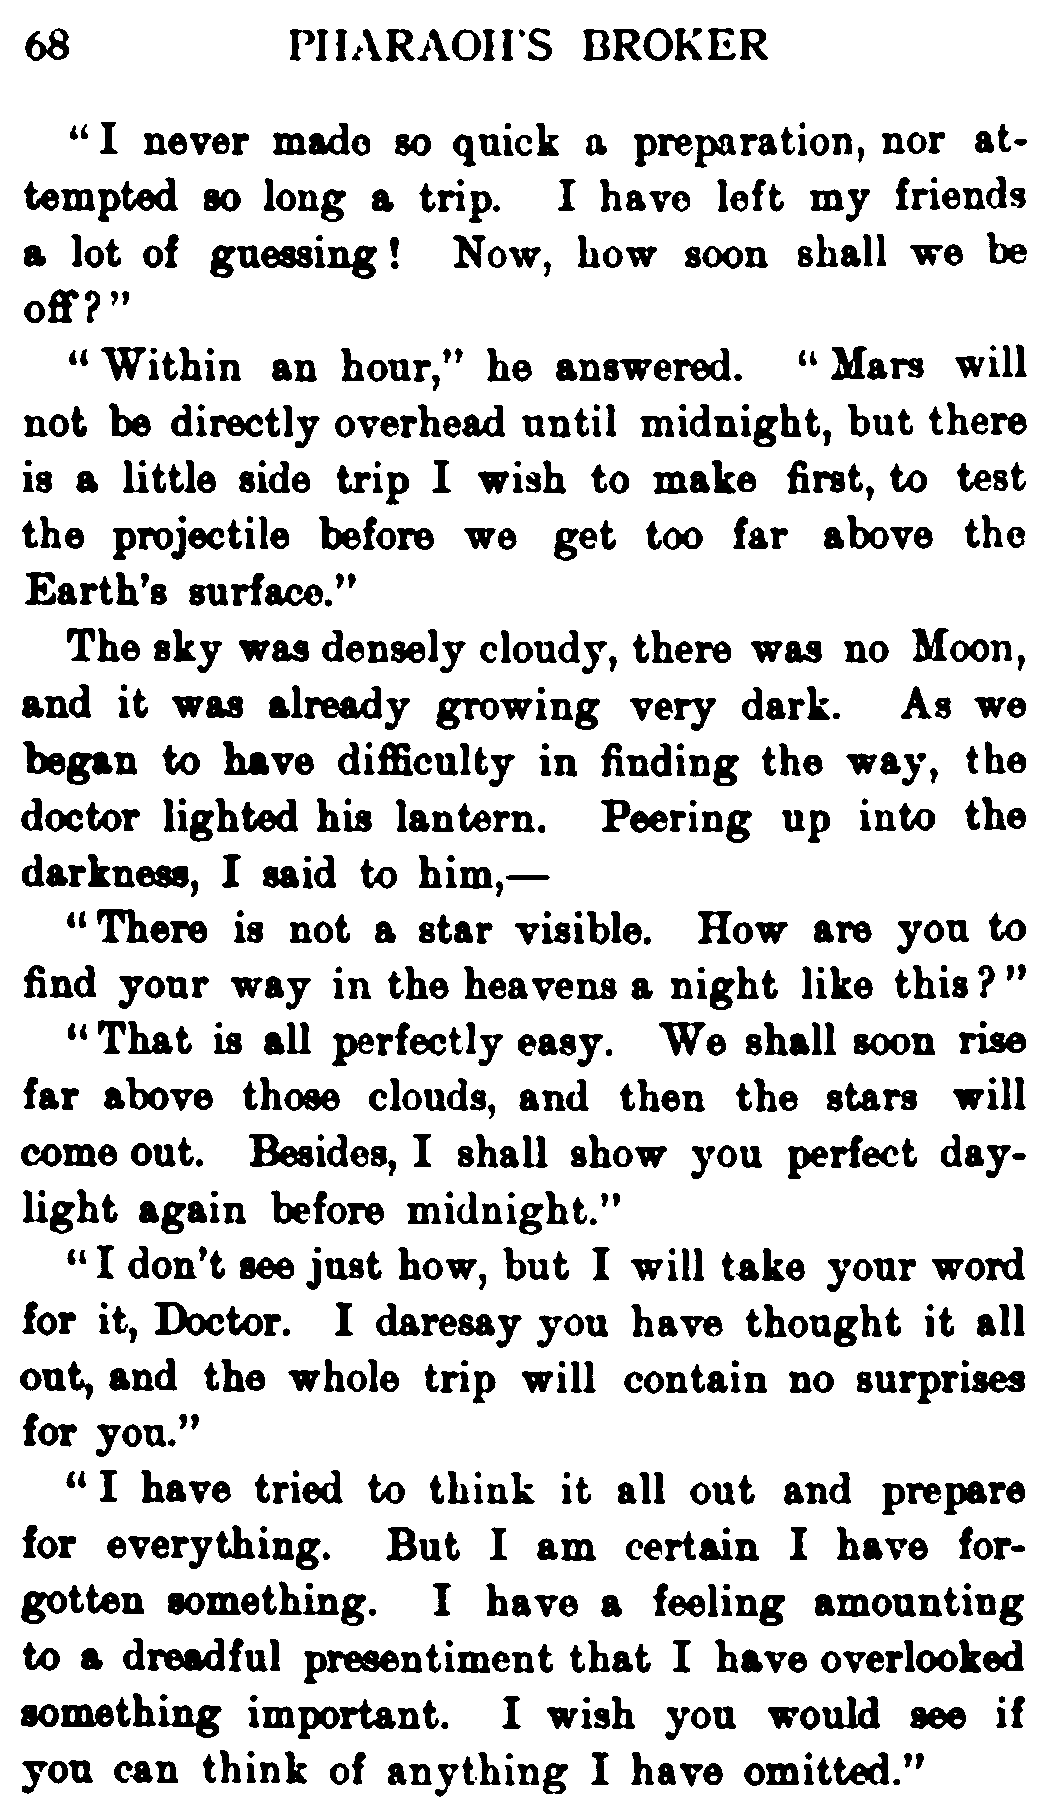 68 PHARAOH'S BROKER
"I never made so quick a preparation, nor at-
tempted so long a trip. I have left my friends
a lot of guessing! Now, how soon shall we be
off?"
"Within an hour," he answered. "Mars will
not be directly overhead until midnight, but there
is a little side trip I wish to make first, to test
the projectile before we get too far above the
Earth's surface."
The sky was densely cloudy, there was no Moon,
and it was already growing very dark. As we
began to have difficulty in finding the way, the
doctor lighted his lantern. Peering up into the
darkness, I said to him,—
"There is not a star visible. How are you to
find your way in the heavens a night like this?"
"That is all perfectly easy. We shall soon rise
far above those clouds, and then the stars will
come out. Besides, I shall show you perfect day-
light again before midnight."
"I don't see just how, but I will take your word
for it, Doctor. I daresay you have thought it all
out, and the whole trip will contain no surprises
for you."
"I have tried to think it all out and prepare
for everything. But I am certain I have for-
gotten something. I have a feeling amounting
to a dreadful presentiment that I have overlooked
something important. I wish you would see if
you can think of anything I have omitted."